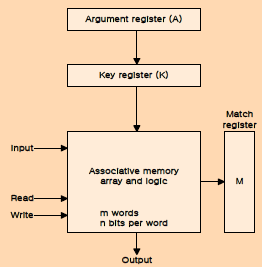 Argument register (A)
Key register (K)
Match
register
Input
Associative memory
array and logic
M
Read
Write
m words
n bits per word
Output